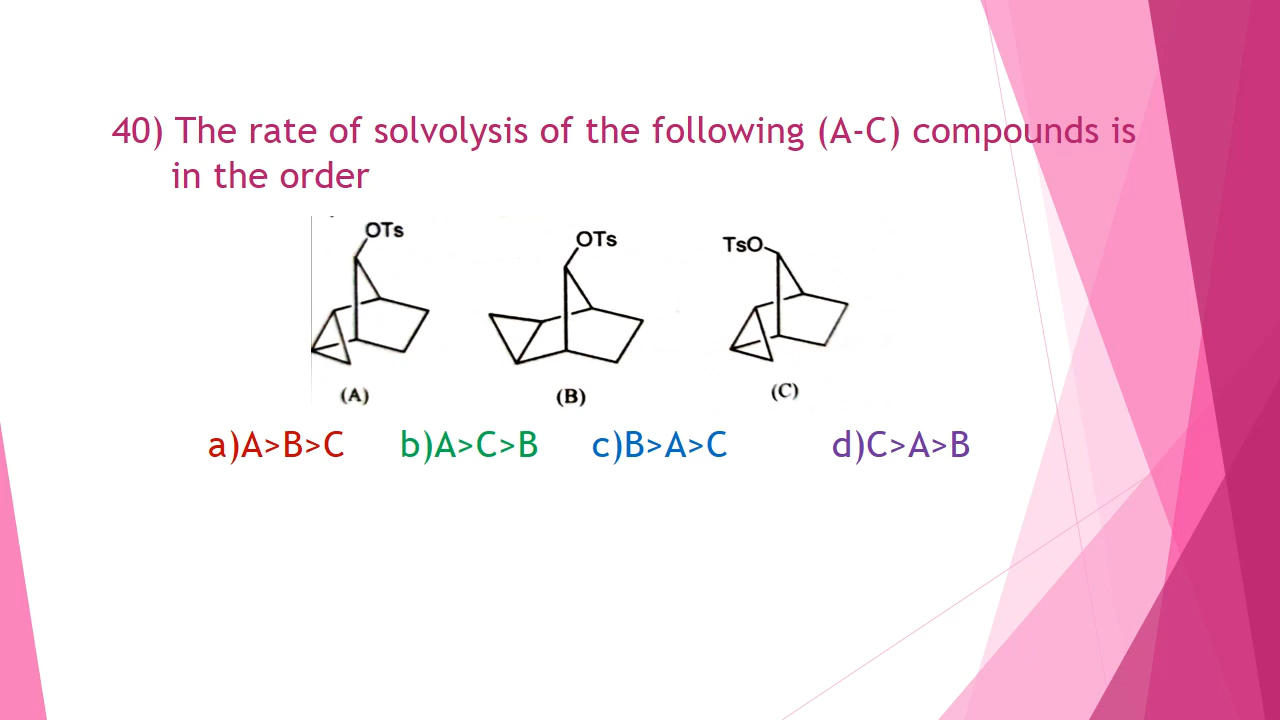 40) The rate of solvolysis of the following (A-C) compounds is
in the order
OTs
OTs
TsO
(A)
(B)
(C)
a)A>B>C b)A>C>B c)B>A>C d)C>A>B